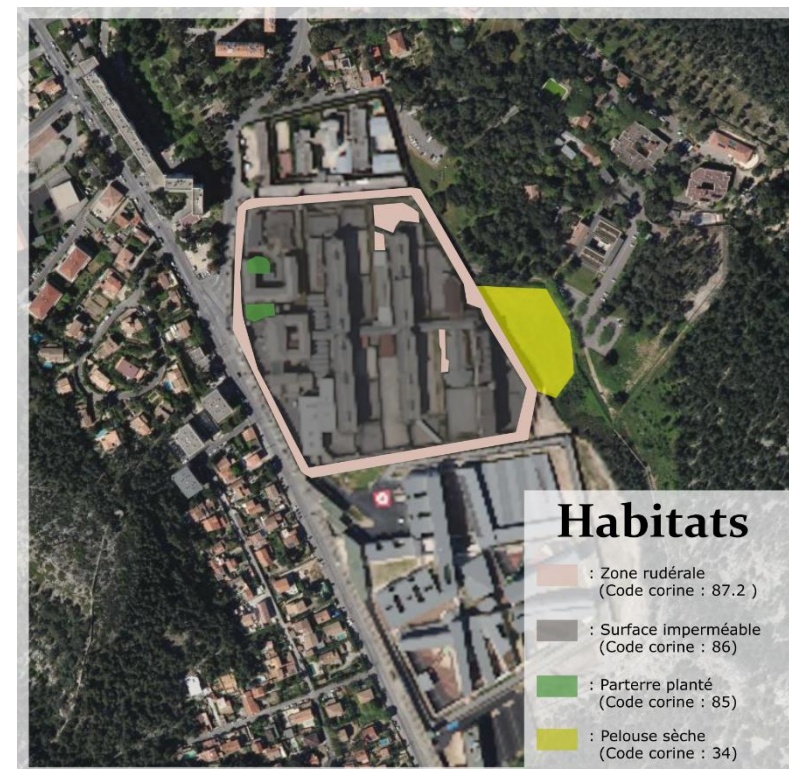 Habitats
: Zone rudérale
(Code corine : 87.2 )
: Surface imperméable
(Code corine : 86)
: Parterre planté
(Code corine : 85)
: Pelouse sèche
(Code corine : 34)